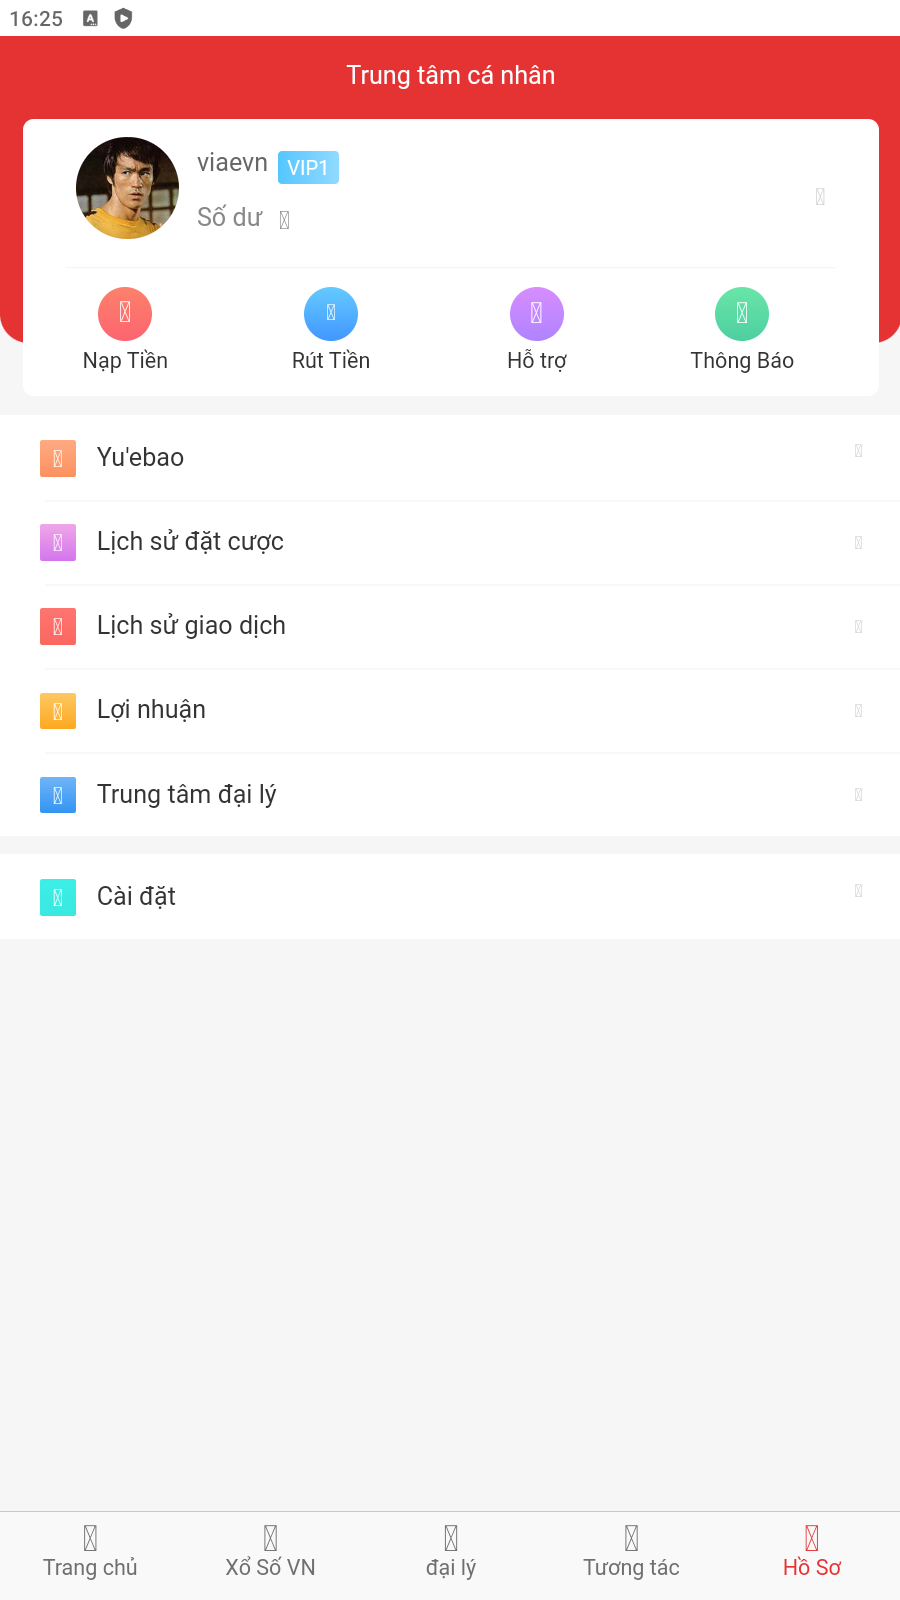 16:25
Trung tâm cá nhân
viaevn VIP1
Số dư
Nạp Tiền Rút Tiền Hỗ trợ Thông Báo
Yu'ebao
Lịch sử đặt cược
Lịch sử giao dịch
Lợi nhuận
Trung tâm đại lý
Cài đặt
Trang chủ Xổ Số VN đại lý Tương tác Hồ Sơ